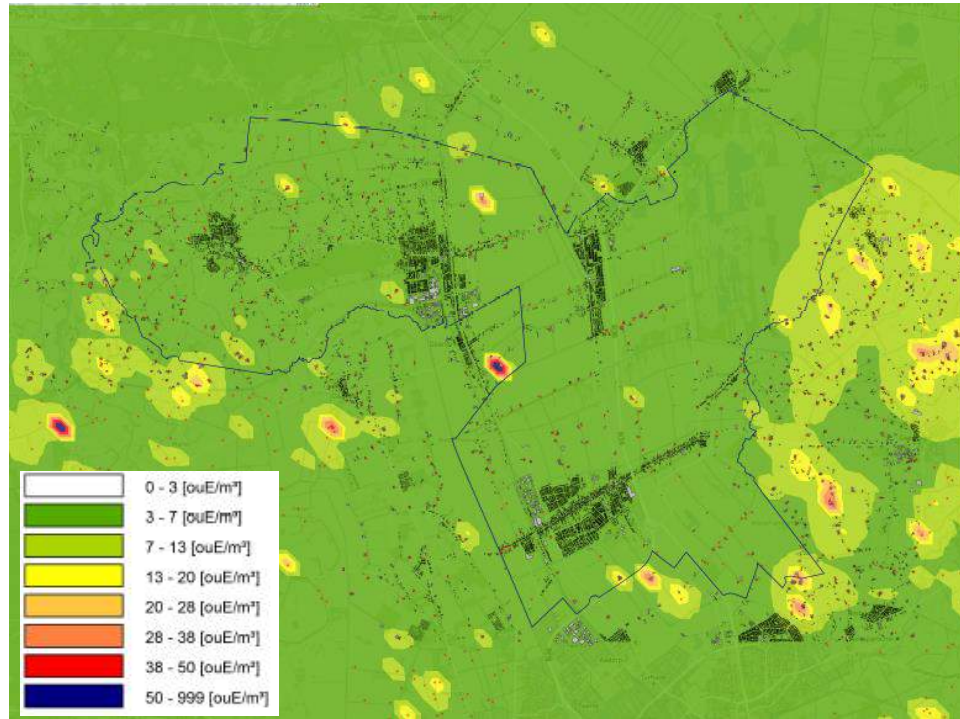 0 - 3 [ouE/m³]
3 - 7 [ouE/m³]
7 - 13 [ouE/m³]
13 - 20 [ouE/m³]
20 - 28 [ouE/m³]
28 - 38 [ouE/m³]
38 - 50 [ouE/m³]
50 - 999 [ouE/m³]